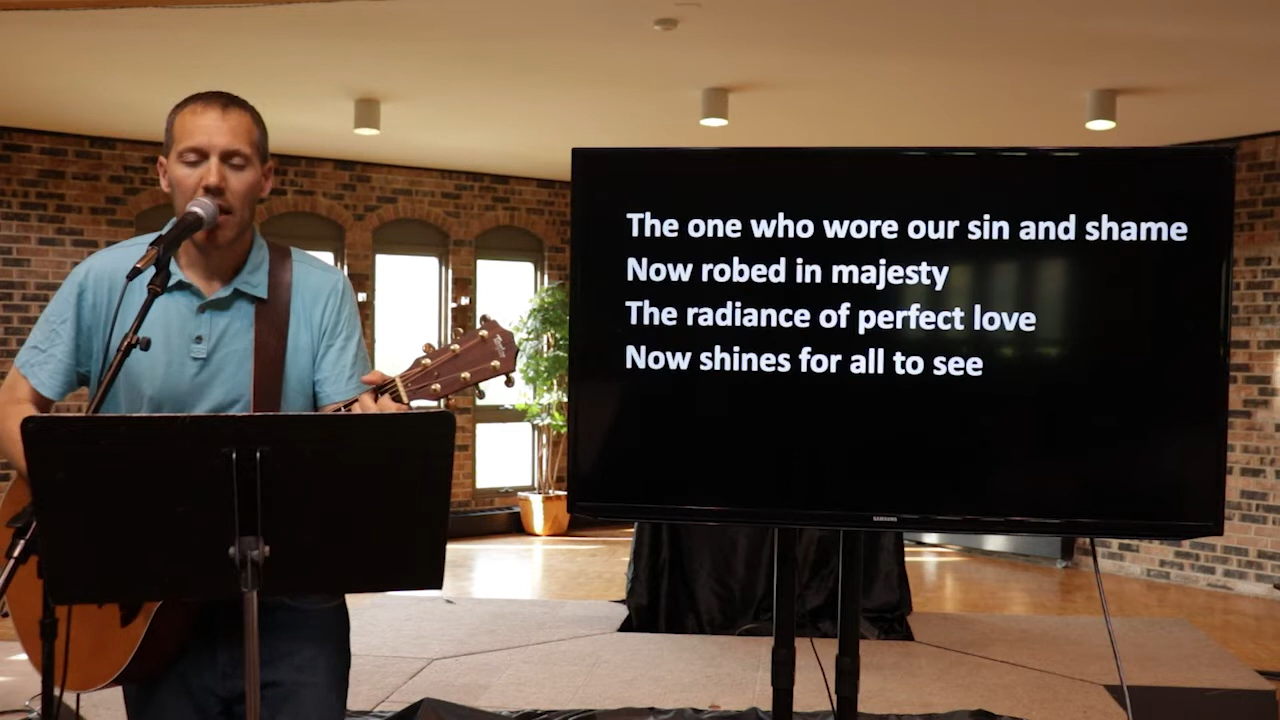 The one who wore our sin and shame
Now robed in majesty
The radiance of perfect love
Now shines for all to see
SAMSUNG